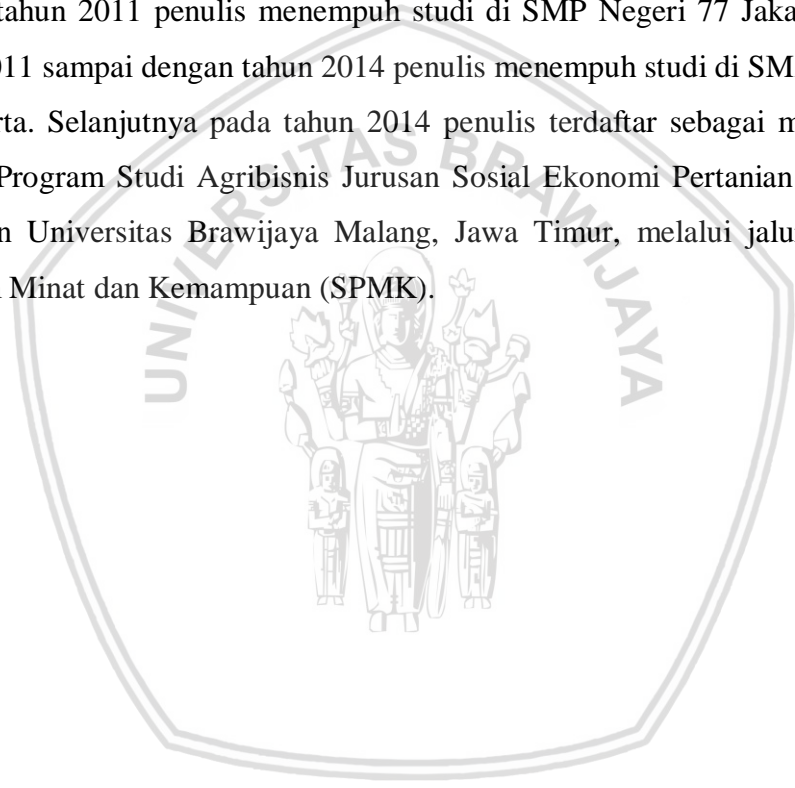 tahun 2011 penulis menempuh studi di SMP Negeri 77 Jaka
011 sampai dengan tahun 2014 penulis menempuh studi di SM
rta. Selanjutnya pada tahun 2014 penulis terdaftar sebagai m
Program Studi Agribisnis Jurusan Sosial Ekonomi Pertanian
n Universitas Brawijaya Malang, Jawa Timur, melalui jalu
Minat dan Kemampuan (SPMK).
UNIVERSITAS BRAWIJAYA